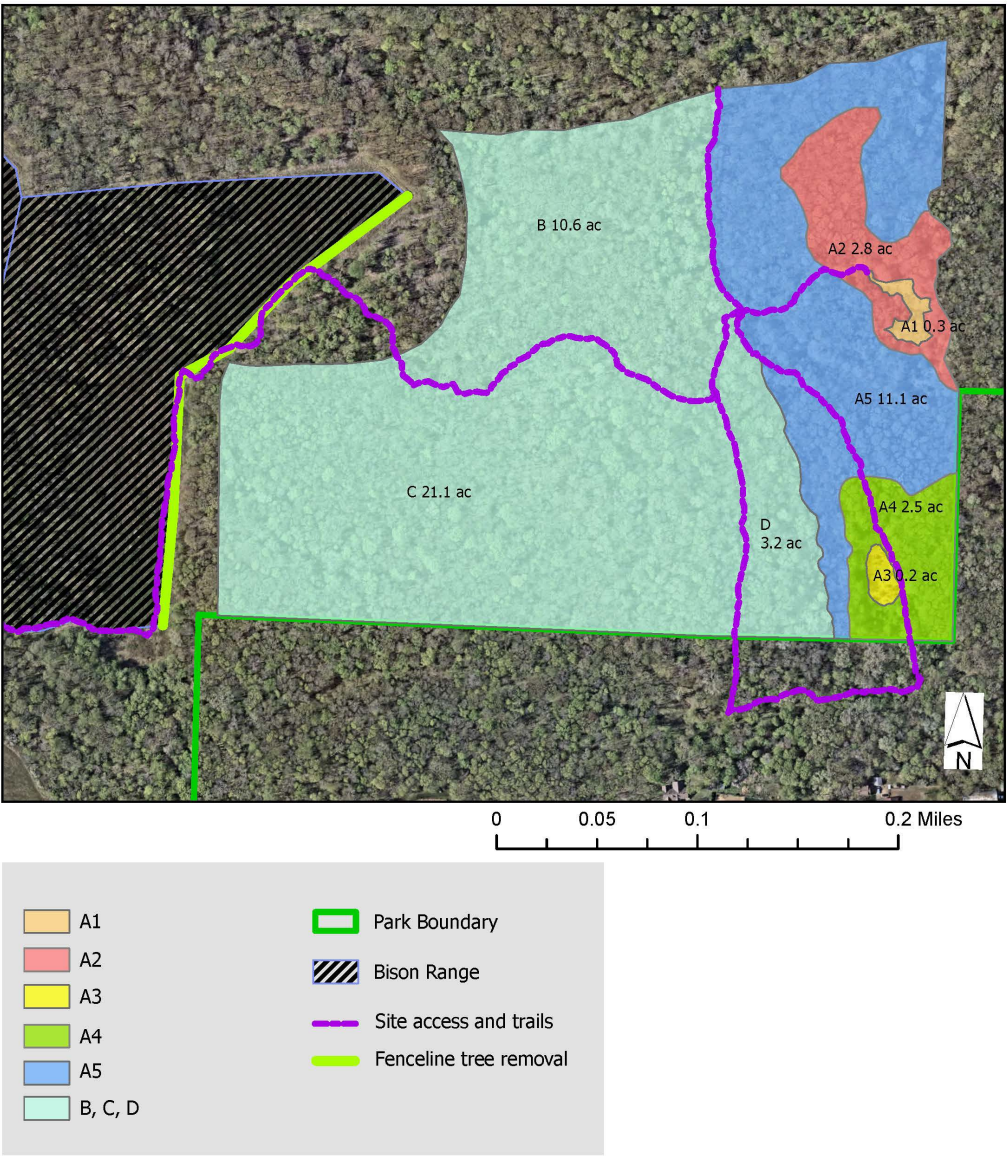 B 10.6 ac
A2 2.8 ac
A1 0.3 ac
A5 11.1 ac
C 21.1 ac
A4 2.5 ac
D
3.2 ac
A3 0.2 ac
N
0 0.05 0.1 0.2 Miles
A1
A2
A3
A4
A5
B, C, D
Park Boundary
Bison Range
Site access and trails
Fenceline tree removal